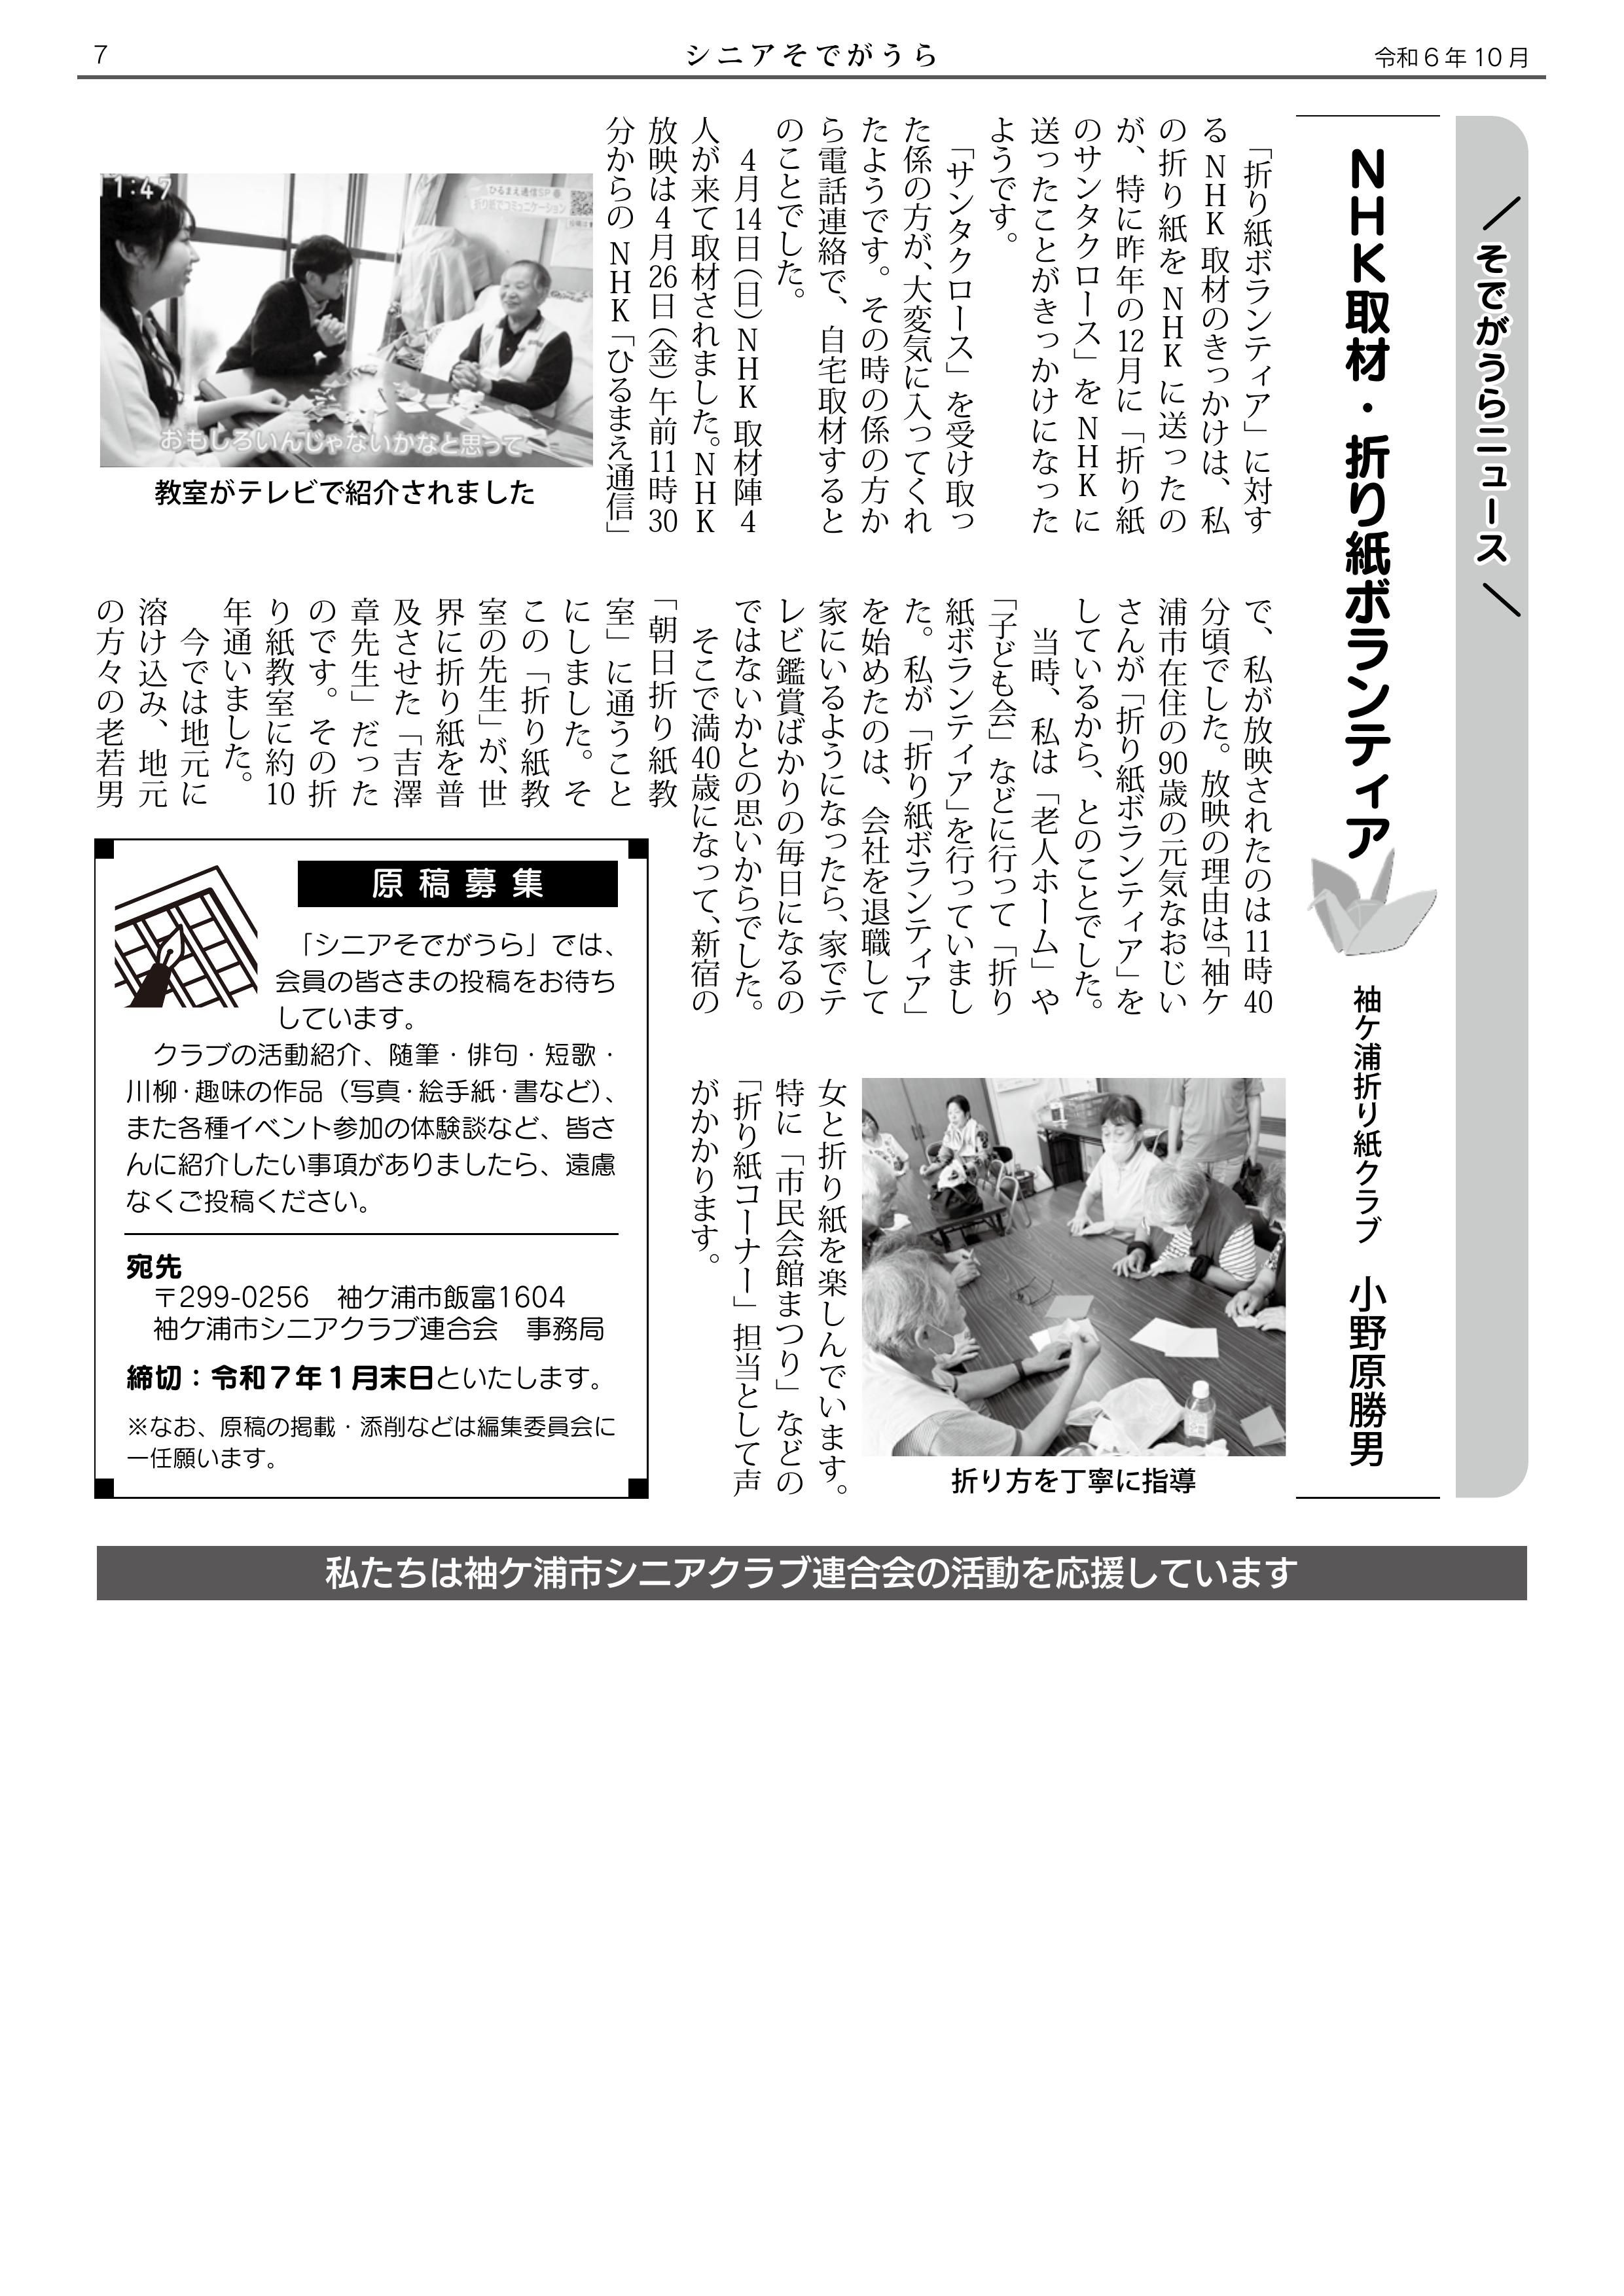 7
シニアそでがうら
令和6年10月
そでがうらニュース
NHK取材・折り紙ボランティア
袖ケ浦折り紙クラブ　小野原勝男
「折り紙ボランティア」に対す
る NHK 取材のきっかけは、私
の折り紙を NHK に送ったの
が、特に昨年の12月に「折り紙
のサンタクロース」を NHK に
送ったことがきっかけになった
ようです。
「サンタクロース」を受け取っ
た係の方が、大変気に入ってくれ
たようです。その時の係の方か
ら電話連絡で、自宅取材すると
のことでした。
4月14日(日)NHK 取材陣4
人が来て取材されました。NHK
放映は4月26日(金)午前11時30
分からの NHK「ひるまえ通信」
1:47
ひるまえ通信SP
折り紙でコミュニケーション
おもしろいんじゃないかなと思って
教室がテレビで紹介されました
で、私が放映されたのは11時40
分頃でした。放映の理由は「袖ケ
浦市在住の90歳の元気なおじい
さんが「折り紙ボランティア」を
しているから、とのことでした。
当時、私は「老人ホーム」や
「子ども会」などに行って「折り
紙ボランティア」を行っていまし
た。私が「折り紙ボランティア」
を始めたのは、会社を退職して
家にいるようになったら、家でテ
レビ鑑賞ばかりの毎日になるの
ではないかとの思いからでした。
そこで満40歳になって、新宿の
「朝日折り紙教
室」に通うこと
にしました。そ
この「折り紙教
室の先生」が、世
界に折り紙を普
及させた「吉澤
章先生」だった
のです。その折
り紙教室に約10
年通いました。
今では地元に
溶け込み、地元
の方々の老若男
女と折り紙を楽しんでいます。
特に「市民会館まつり」などの
「折り紙コーナー」担当として声
がかかります。
折り方を丁寧に指導
原稿募集
「シニアそでがうら」では、
会員の皆さまの投稿をお待ち
しています。
クラブの活動紹介、随筆・俳句・短歌・
川柳・趣味の作品（写真・絵手紙・書など）、
また各種イベント参加の体験談など、皆さ
んに紹介したい事項がありましたら、遠慮
なくご投稿ください。
宛先
〒299-0256　袖ケ浦市飯富1604
袖ケ浦市シニアクラブ連合会　事務局
締切：令和7年1月末日といたします。
※なお、原稿の掲載・添削などは編集委員会に
一任願います。
私たちは袖ケ浦市シニアクラブ連合会の活動を応援しています